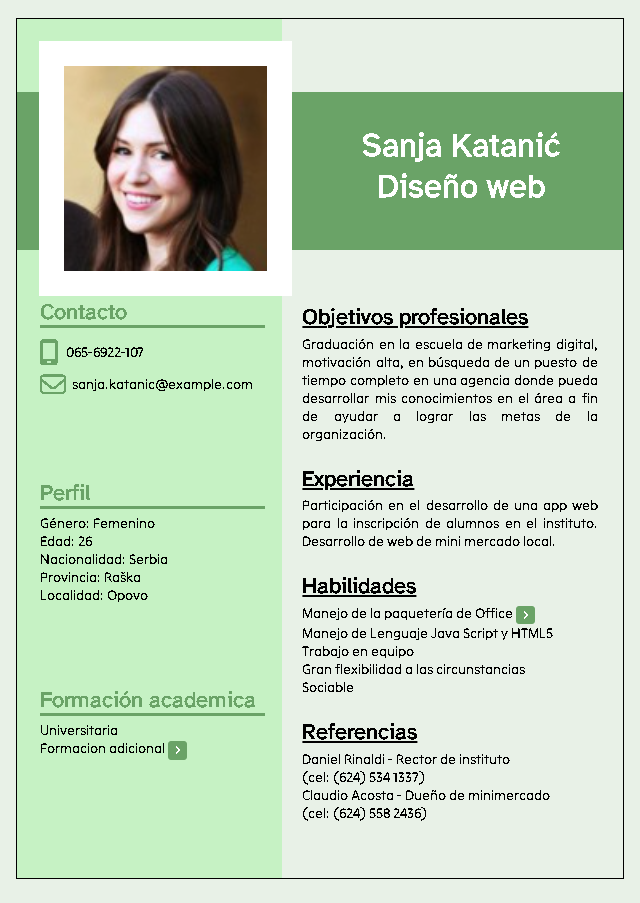 Sanja Katanić
Diseño web
Contacto
065-6922-107
sanja.katanic@example.com
Perfil
Género: Femenino
Edad: 26
Nacionalidad: Serbia
Provincia: Raška
Localidad: Opovo
Formación academica
Universitaria
Formacion adicional
Objetivos profesionales
Graduación en la escuela de marketing digital,
motivación alta, en búsqueda de un puesto de
tiempo completo en una agencia donde pueda
desarrollar mis conocimientos en el área a fin
de ayudar a lograr las metas de la
organización.
Experiencia
Participación en el desarrollo de una app web
para la inscripción de alumnos en el instituto.
Desarrollo de web de mini mercado local.
Habilidades
Manejo de la paquetería de Office
Manejo de Lenguaje Java Script y HTML5
Trabajo en equipo
Gran flexibilidad a las circunstancias
Sociable
Referencias
Daniel Rinaldi - Rector de instituto
(cel: (624) 534 1337)
Claudio Acosta - Dueño de minimercado
(cel: (624) 558 2436)